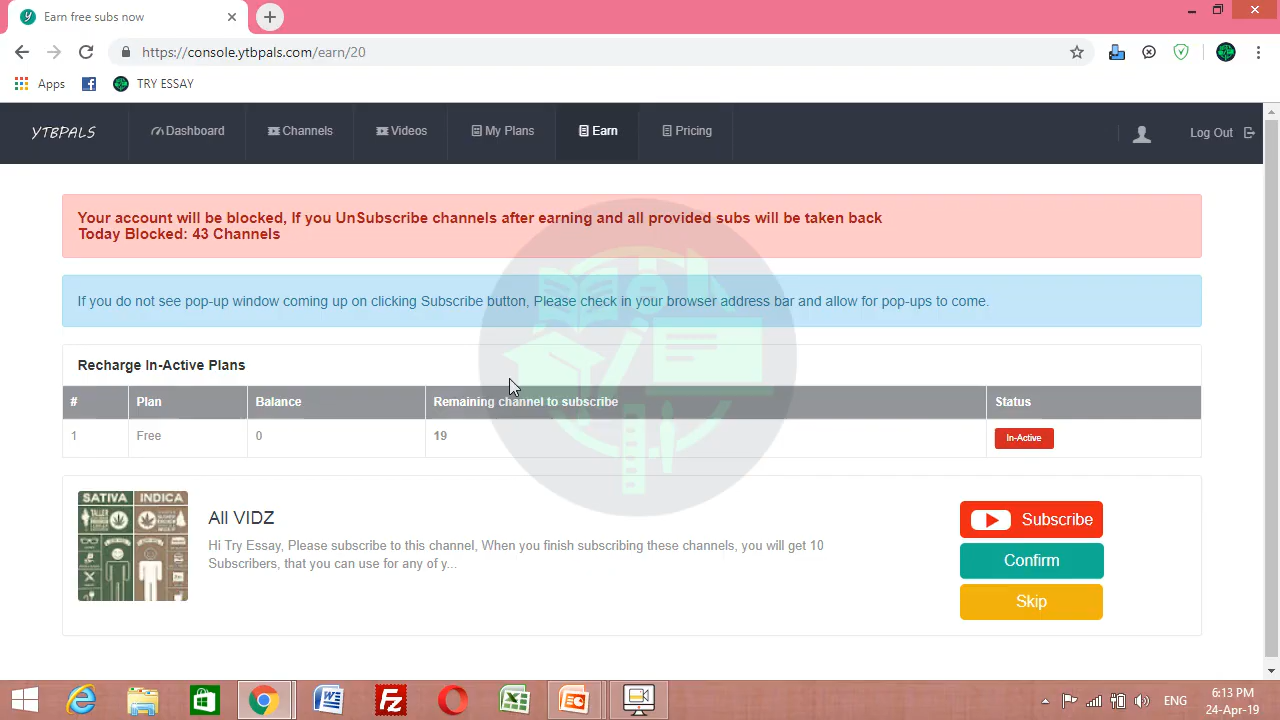 Earn free subs now
https://console.ytbpals.com/earn/20
Apps
TRY ESSAY
YTBPALS
Dashboard
Channels
Videos
My Plans
Earn
Pricing
Log Out
Your account will be blocked, If you UnSubscribe channels after earning and all provided subs will be taken back
Today Blocked: 43 Channels
If you do not see pop-up window coming up on clicking Subscribe button, Please check in your browser address bar and allow for pop-ups to come.
Recharge In-Active Plans
# Plan Balance Remaining channel to subscribe Status
1 Free 0 19 In-Active
SATIVA INDICA
All VIDZ
Hi Try Essay, Please subscribe to this channel, When you finish subscribing these channels, you will get 10
Subscribers, that you can use for any of y...
Subscribe
Confirm
Skip
ENG
6:13 PM
24-Apr-19